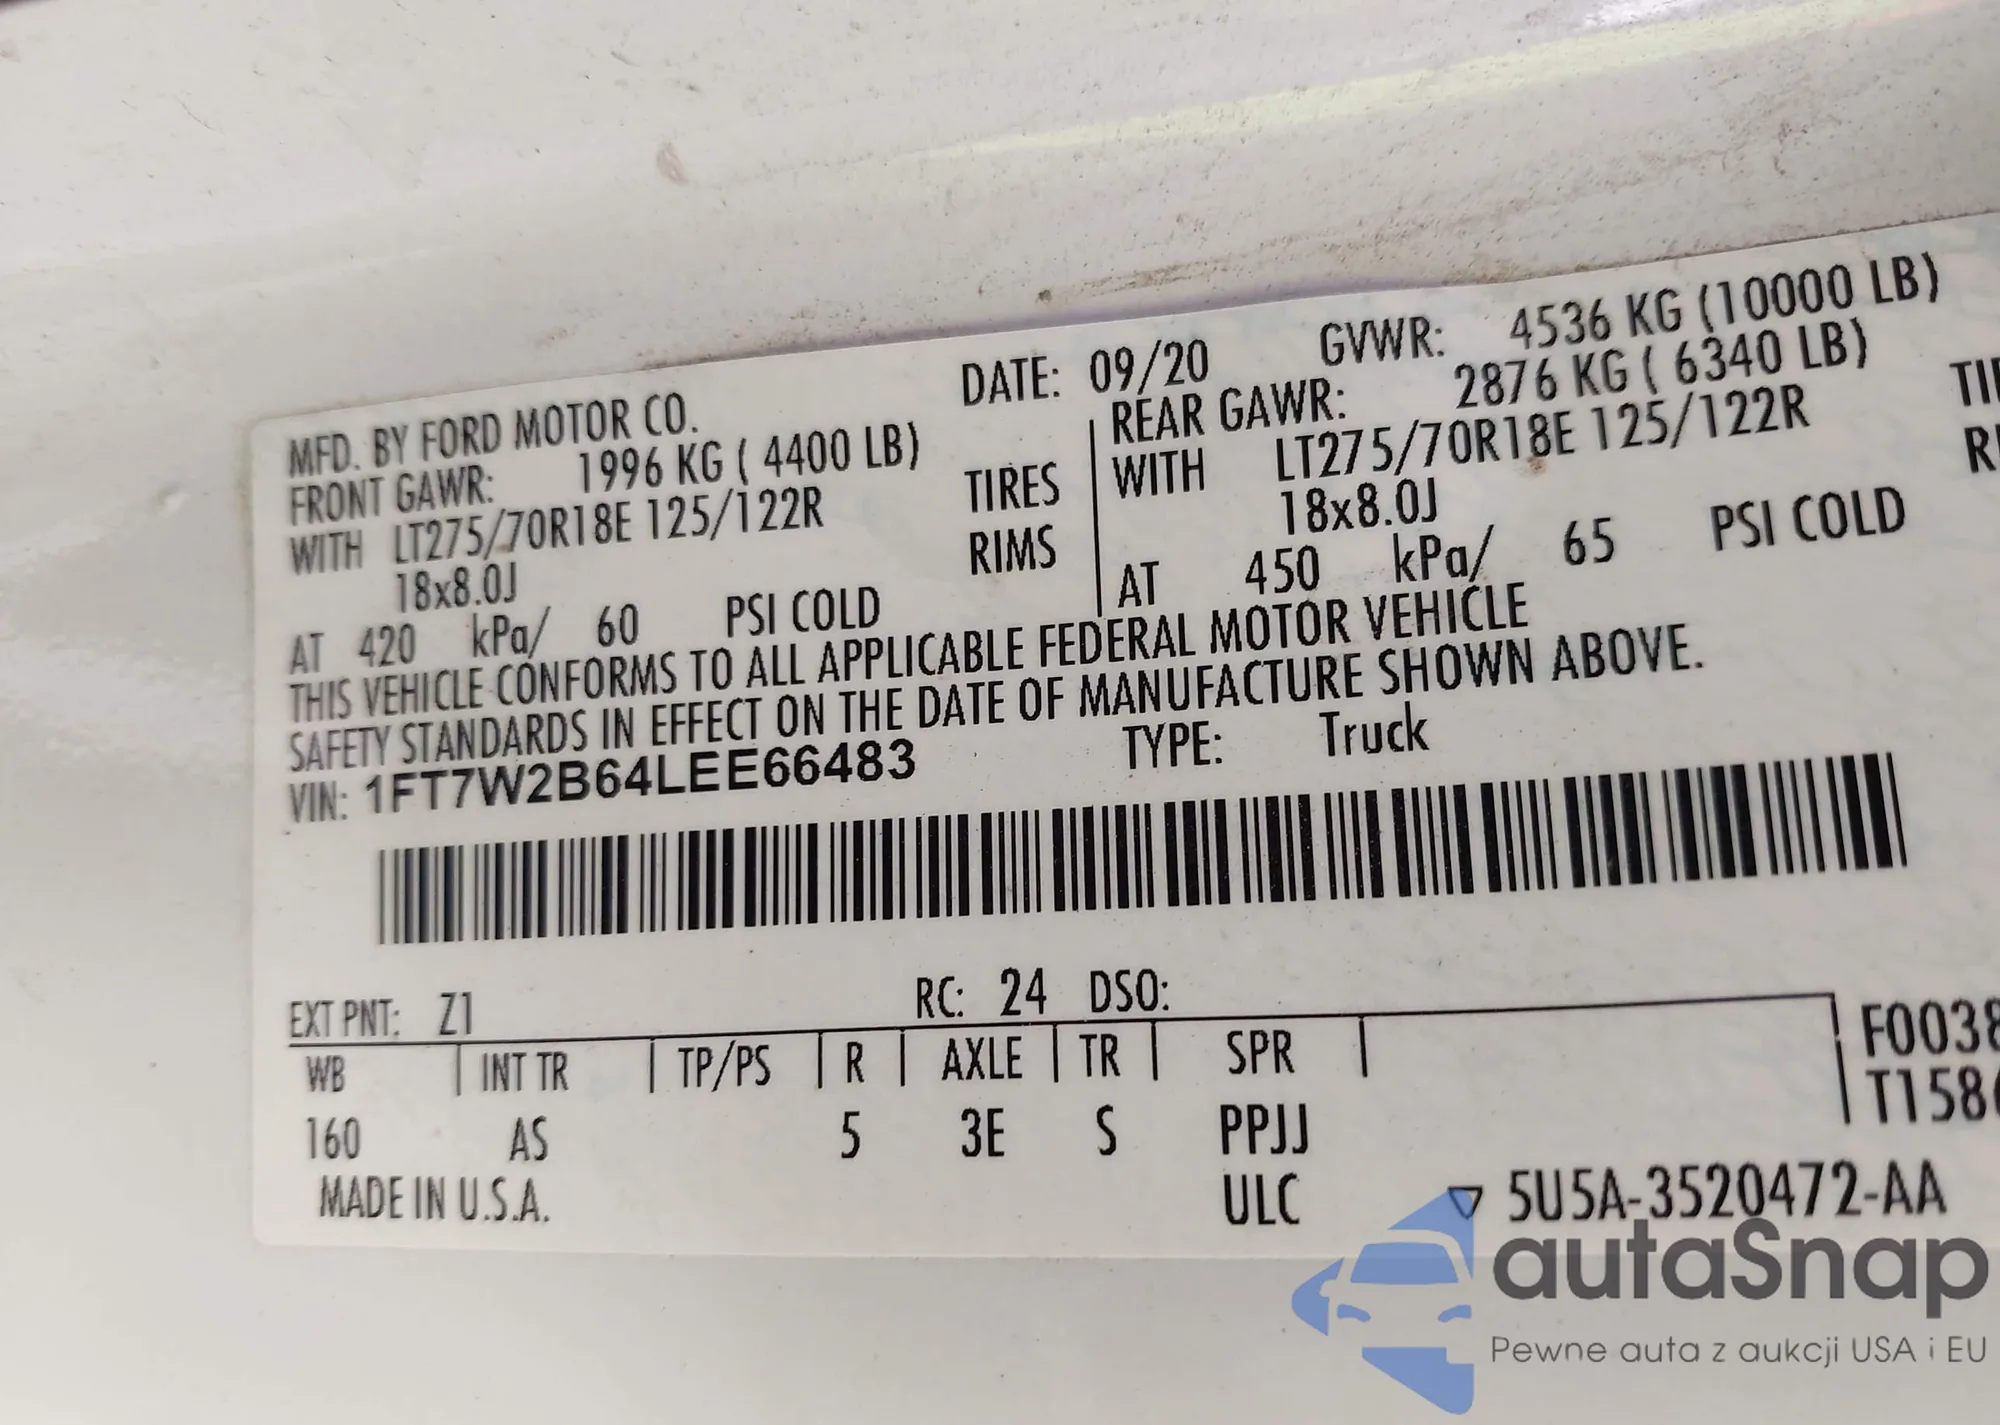 MFD. BY FORD MOTOR CO. DATE: 09/20 GVWR: 4536 KG (10000 LB)
FRONT GAWR: 1996 KG ( 4400 LB) REAR GAWR: 2876 KG ( 6340 LB)
WITH LT275/70R18E 125/122R TIRES WITH LT275/70R18E 125/122R TIR
18x8.0J RIMS 18x8.0J RI
AT 420 kPa/ 60 PSI COLD AT 450 kPa/ 65 PSI COLD
THIS VEHICLE CONFORMS TO ALL APPLICABLE FEDERAL MOTOR VEHICLE
SAFETY STANDARDS IN EFFECT ON THE DATE OF MANUFACTURE SHOWN ABOVE.
VIN: 1FT7W2B64LEE66483 TYPE: Truck
EXT PNT: Z1 RC: 24 DSO:
WB INT TR TP/PS R AXLE TR SPR F0038
160 AS 5 3E S PPJJ T158
MADE IN U.S.A. ULC ▽ 5U5A-3520472-AA
autaSnap
Pewne auta z aukcji USA i EU